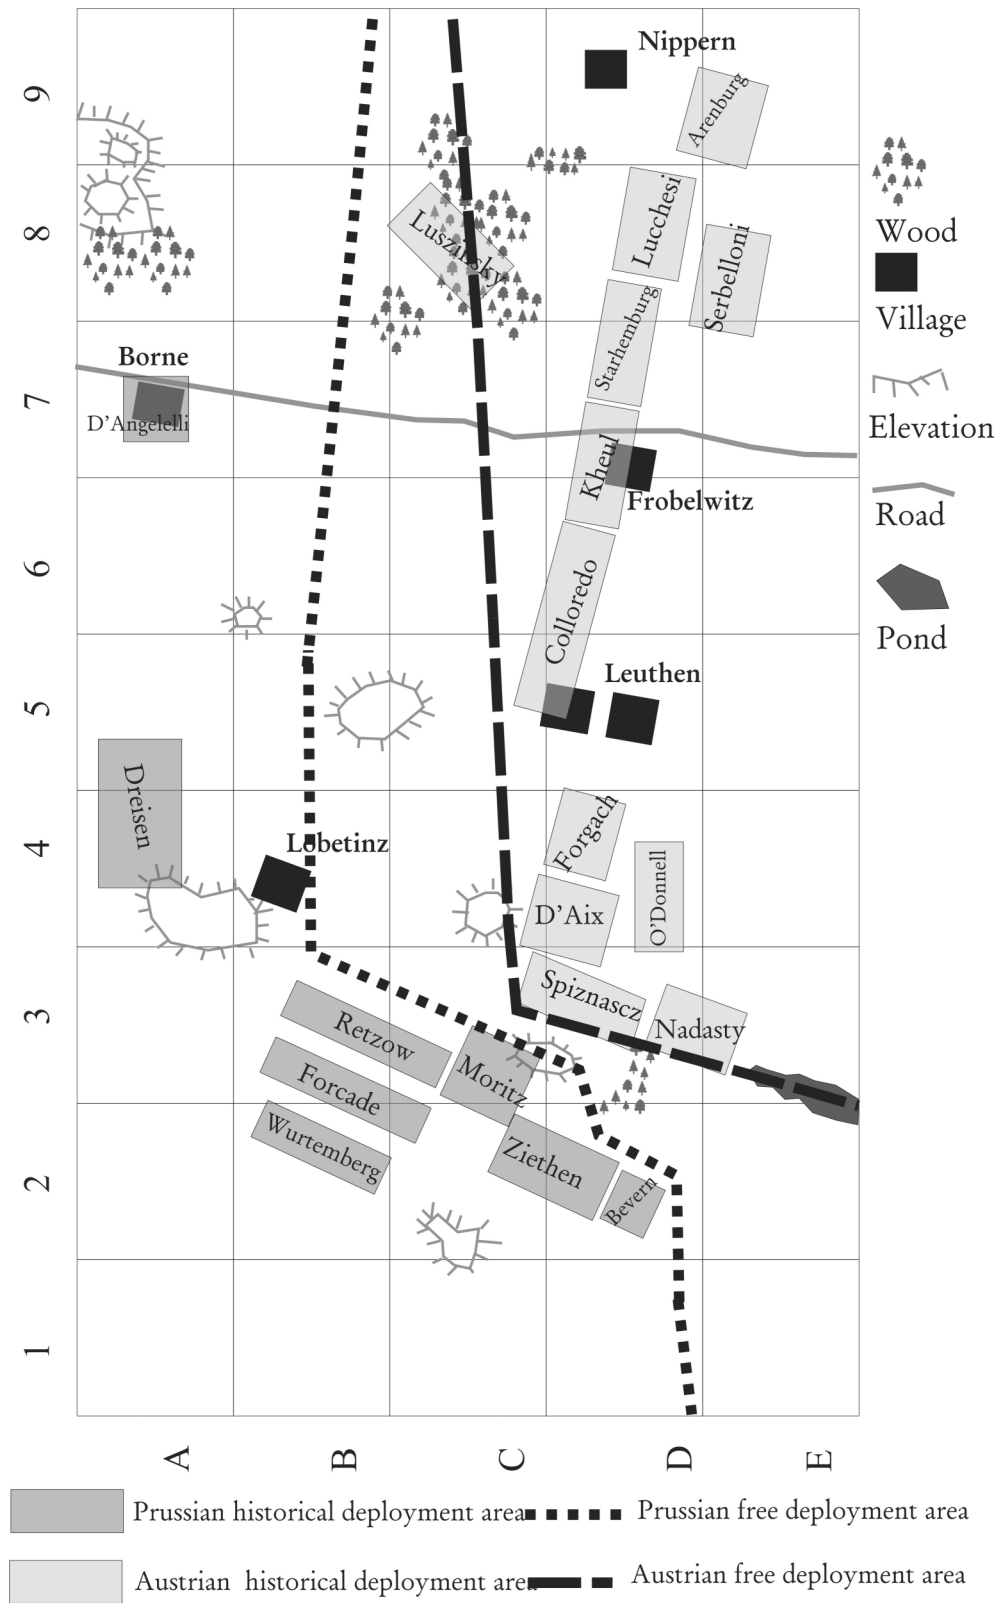 Nippern
9
Arenburg
8
Luszinsky
Lucchesi
Serbelloni
Wood
Village
Borne
D'Angelelli
7
Starhemburg
Kheul
Frobelwitz
Elevation
Road
6
Colloredo
Pond
5
Leuthen
Dreisen
4
Lobetinz
Forgach
D'Aix
O'Donnell
3
Spiznascz
Nadasty
Retzow
Moritz
Forcade
2
Wurtemberg
Ziethen
Bevern
1
A B C D E
Prussian historical deployment area
Prussian free deployment area
Austrian historical deployment area
Austrian free deployment area